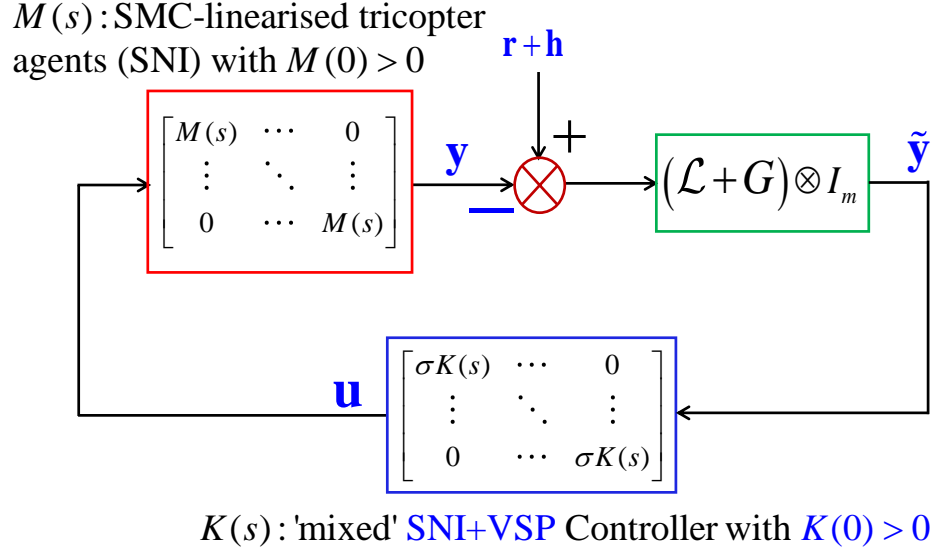 M(s): SMC-linearised tricopter
agents (SNI) with M(0) > 0
r + h
M(s) ⋯ 0
⋮ ⋱ ⋮
0 ⋯ M(s)
y
+
−
(ℒ + G) ⊗ I_m
ỹ
u
σK(s) ⋯ 0
⋮ ⋱ ⋮
0 ⋯ σK(s)
K(s): 'mixed' SNI+VSP Controller with K(0) > 0